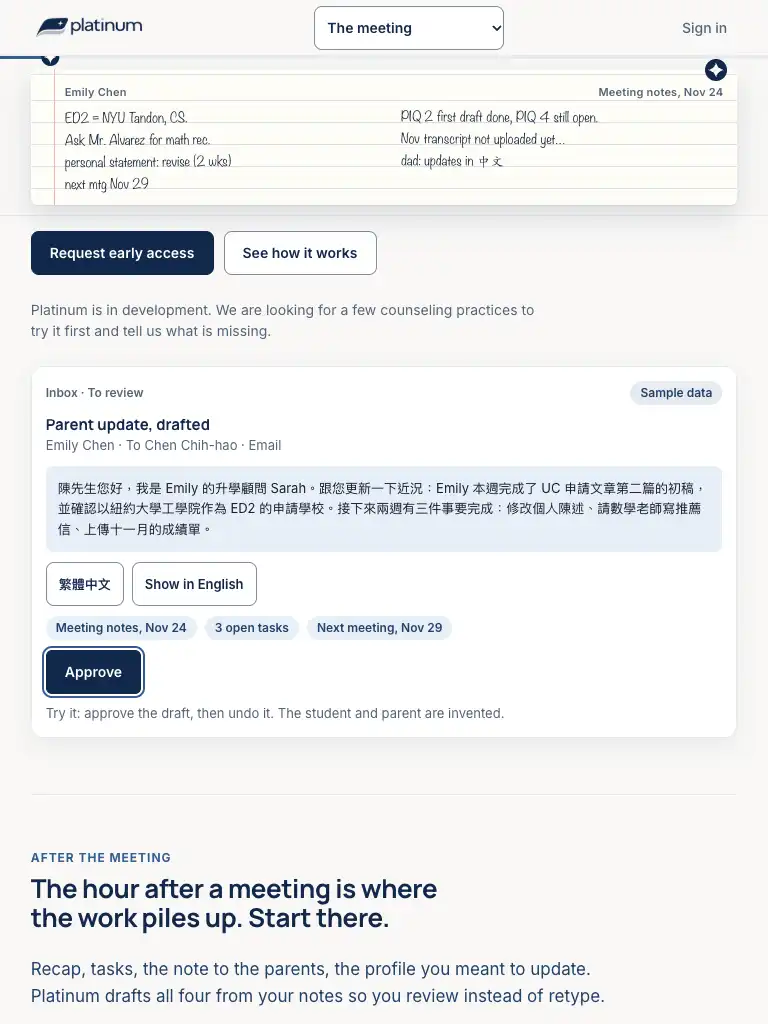 platinum
The meeting
Sign in
Emily Chen
Meeting notes, Nov 24
ED2 = NYU Tandon, CS.
Ask Mr. Alvarez for math rec.
personal statement: revise (2 wks)
next mtg Nov 29
PIQ 2 first draft done, PIQ 4 still open.
Nov transcript not uploaded yet...
dad: updates in 中文
Request early access
See how it works
Platinum is in development. We are looking for a few counseling practices to
try it first and tell us what is missing.
Inbox · To review
Sample data
Parent update, drafted
Emily Chen · To Chen Chih-hao · Email
陳先生您好，我是 Emily 的升學顧問 Sarah。跟您更新一下近況：Emily 本週完成了 UC 申請文章第二篇的初稿，
並確認以紐約大學工學院作為 ED2 的申請學校。接下來兩週有三件事要完成：修改個人陳述、請數學老師寫推薦
信、上傳十一月的成績單。
繁體中文
Show in English
Meeting notes, Nov 24
3 open tasks
Next meeting, Nov 29
Approve
Try it: approve the draft, then undo it. The student and parent are invented.
AFTER THE MEETING
The hour after a meeting is where
the work piles up. Start there.
Recap, tasks, the note to the parents, the profile you meant to update.
Platinum drafts all four from your notes so you review instead of retype.